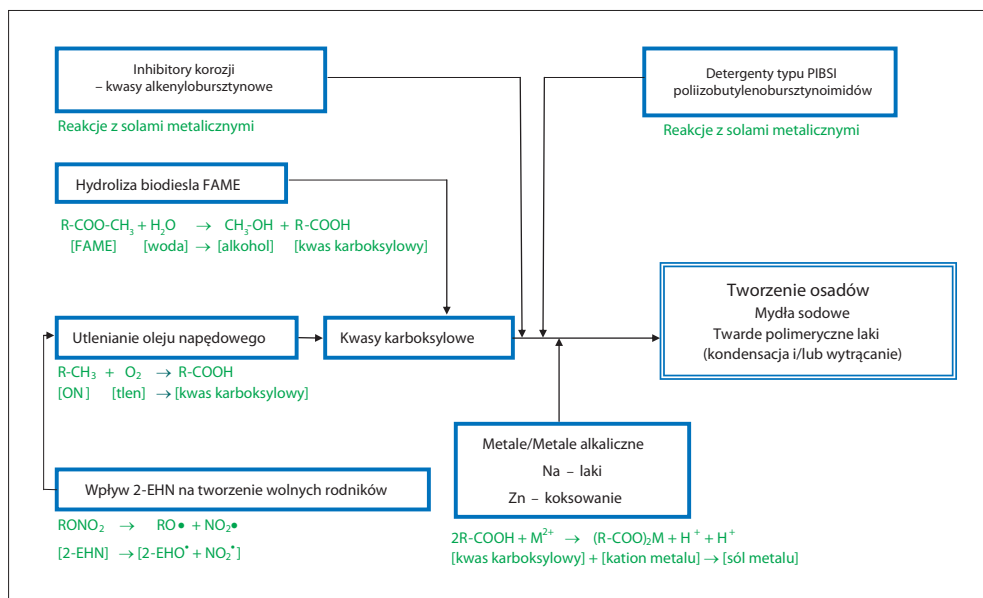 Inhibitory korozji
– kwasy alkenylobursztynowe
Reakcje z solami metalicznymi
Detergenty typu PIBSI
poliizobutylenobursztynoimidów
Reakcje z solami metalicznymi
Hydroliza biodiesla FAME
R-COO-CH₃ + H₂O → CH₃-OH + R-COOH
[FAME] [woda] → [alkohol] [kwas karboksylowy]
Utlenianie oleju napędowego
R-CH₃ + O₂ → R-COOH
[ON] [tlen] → [kwas karboksylowy]
Kwasy karboksylowe
Tworzenie osadów
Mydła sodowe
Twarde polimeryczne laki
(kondensacja i/lub wytrącanie)
Wpływ 2-EHN na tworzenie wolnych rodników
RONO₂ → RO• + NO₂•
[2-EHN] → [2-EHO• + NO₂•]
Metale/Metale alkaliczne
Na – laki
Zn – koksowanie
2R-COOH + M²⁺ → (R-COO)₂M + H⁺ + H⁺
[kwas karboksylowy] + [kation metalu] → [sól metalu]